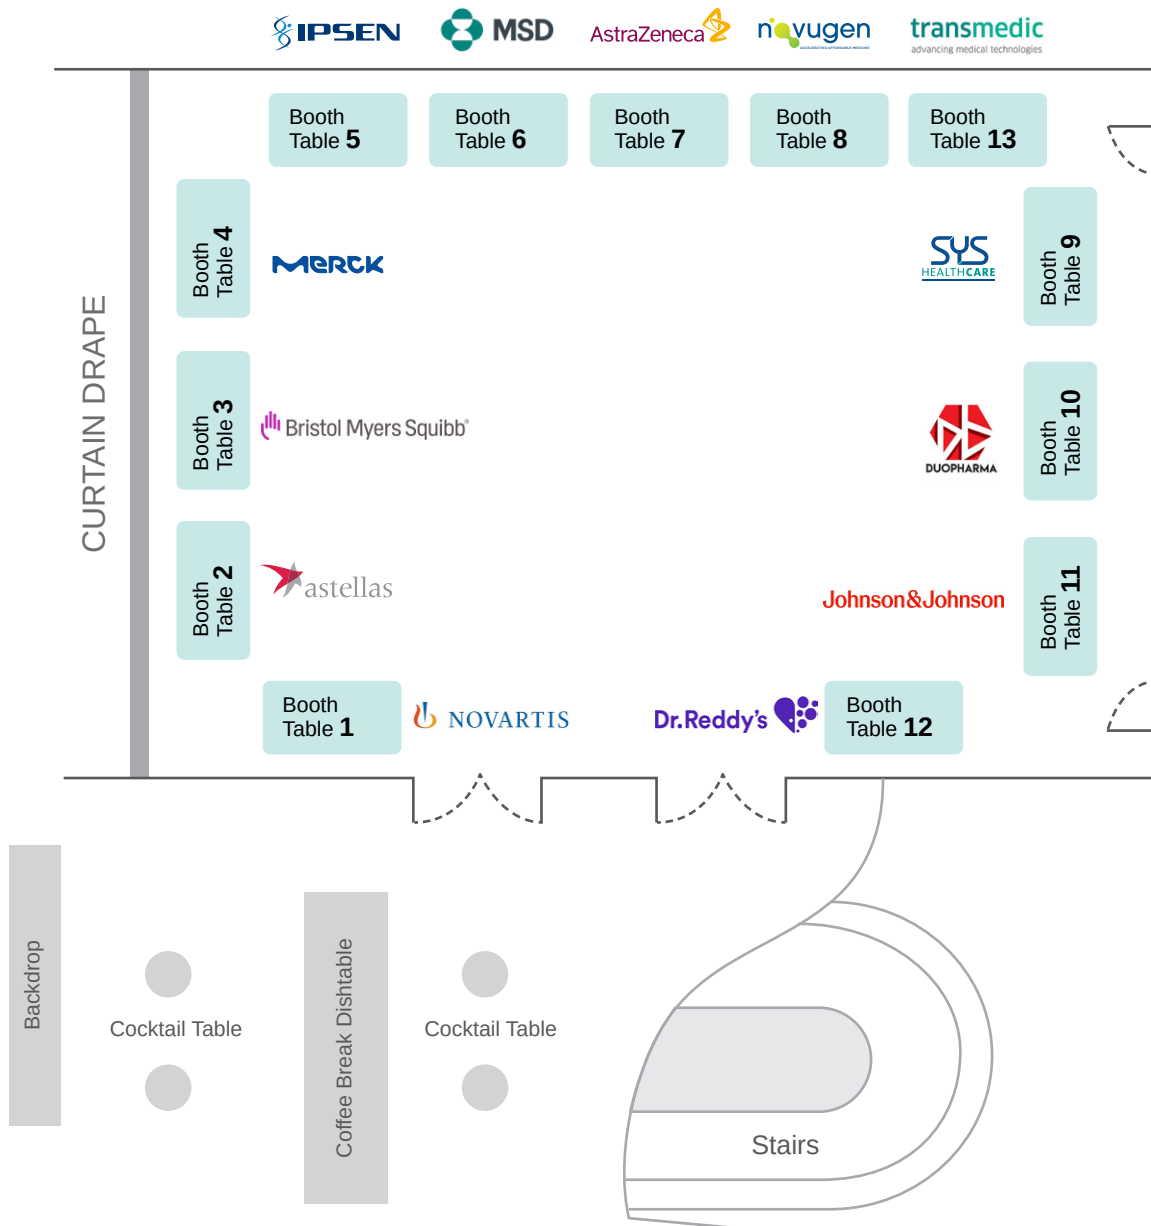 IPSEN
MSD
AstraZeneca
novugen
ACCELERATING AFFORDABLE MEDICINE
transmedic
advancing medical technologies
Booth
Table 5
Booth
Table 6
Booth
Table 7
Booth
Table 8
Booth
Table 13
Booth
Table 4
MERCK
SYS
HEALTHCARE
Booth
Table 9
CURTAIN DRAPE
Booth
Table 3
Bristol Myers Squibb®
DUOPHARMA
Booth
Table 10
Booth
Table 2
astellas
Johnson&Johnson
Booth
Table 11
Booth
Table 1
NOVARTIS
Dr.Reddy's
Booth
Table 12
Backdrop
Cocktail Table
Coffee Break Dishtable
Cocktail Table
Stairs